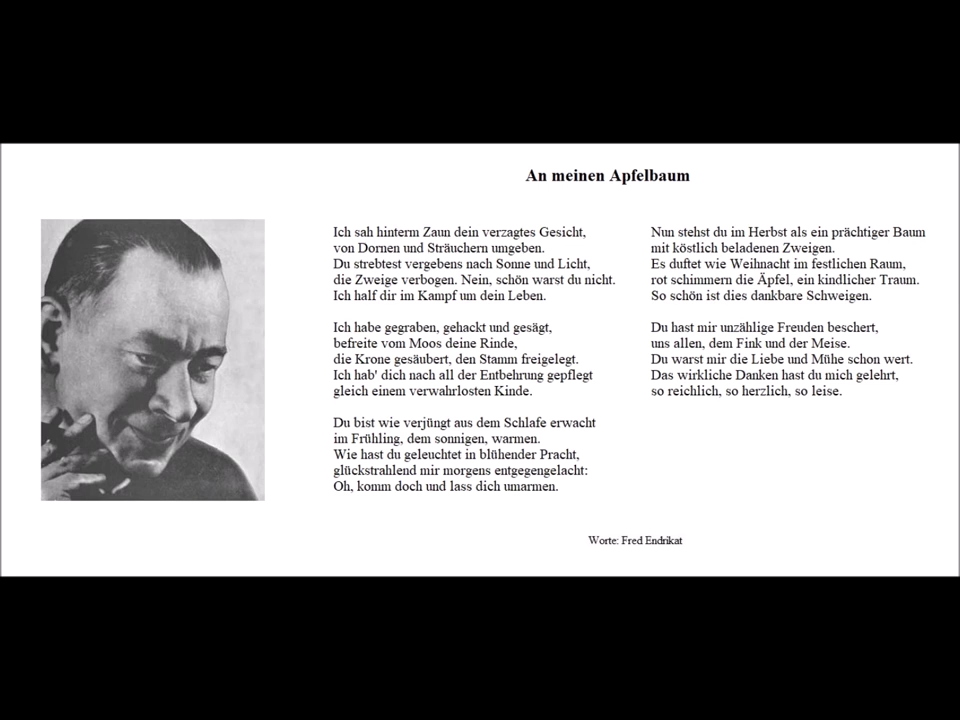 An meinen Apfelbaum
Ich sah hinterm Zaun dein verzagtes Gesicht,
von Dornen und Sträuchern umgeben.
Du strebtest vergebens nach Sonne und Licht,
die Zweige verbogen. Nein, schön warst du nicht.
Ich half dir im Kampf um dein Leben.
Ich habe gegraben, gehackt und gesägt,
befreite vom Moos deine Rinde,
die Krone gesäubert, den Stamm freigelegt.
Ich hab' dich nach all der Entbehrung gepflegt
gleich einem verwahrlosten Kinde.
Du bist wie verjüngt aus dem Schlafe erwacht
im Frühling, dem sonnigen, warmen.
Wie hast du geleuchtet in blühender Pracht,
glückstrahlend mir morgens entgegengelacht:
Oh, komm doch und lass dich umarmen.
Nun stehst du im Herbst als ein prächtiger Baum
mit köstlich beladenen Zweigen.
Es duftet wie Weihnacht im festlichen Raum,
rot schimmern die Äpfel, ein kindlicher Traum.
So schön ist dies dankbare Schweigen.
Du hast mir unzählige Freuden beschert,
uns allen, dem Fink und der Meise.
Du warst mir die Liebe und Mühe schon wert.
Das wirkliche Danken hast du mich gelehrt,
so reichlich, so herzlich, so leise.
Worte: Fred Endrikat